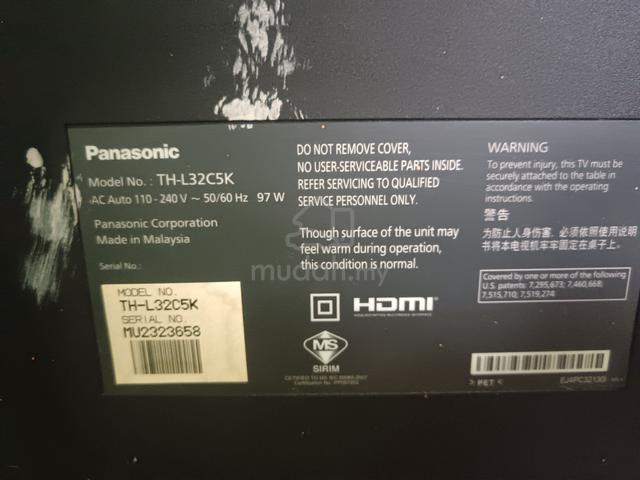 Panasonic
Model No. : TH-L32C5K
AC Auto 110 - 240 V ~ 50/60 Hz 97 W
Panasonic Corporation
Made in Malaysia
Serial No.:
MODEL NO.
TH-L32C5K
SERIAL NO.
MU2323658
DO NOT REMOVE COVER,
NO USER-SERVICEABLE PARTS INSIDE.
REFER SERVICING TO QUALIFIED
SERVICE PERSONNEL ONLY.
Though surface of the unit may
feel warm during operation,
this condition is normal.
mudah.my
HDMI
HIGH-DEFINITION MULTIMEDIA INTERFACE
MS
SIRIM
WARNING
To prevent injury, this TV must be
securely attached to the table in
accordance with the operating
instructions.
警告
为防止人身伤害, 必须依照使用说明
书将本电视机牢牢固定在桌子上。
Covered by one or more of the following
U.S. patents: 7,295,673; 7,460,668;
7,515,710; 7,519,274
> PET <